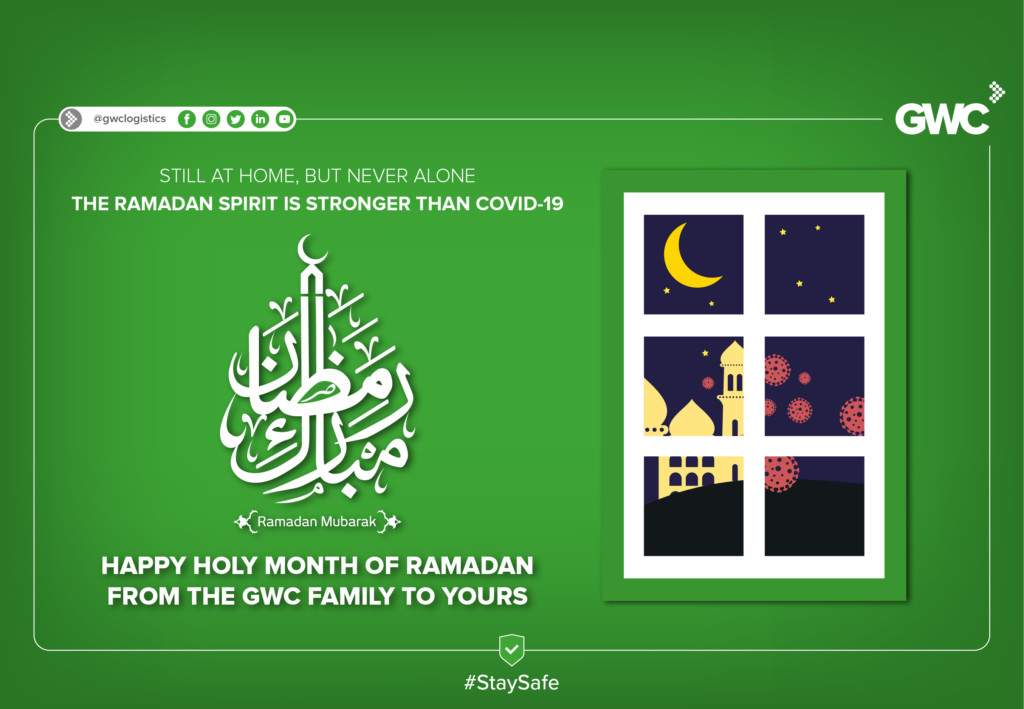 @gwclogistics
GWC
STILL AT HOME, BUT NEVER ALONE
THE RAMADAN SPIRIT IS STRONGER THAN COVID-19
رمضان
مبارك
Ramadan Mubarak
HAPPY HOLY MONTH OF RAMADAN
FROM THE GWC FAMILY TO YOURS
#StaySafe